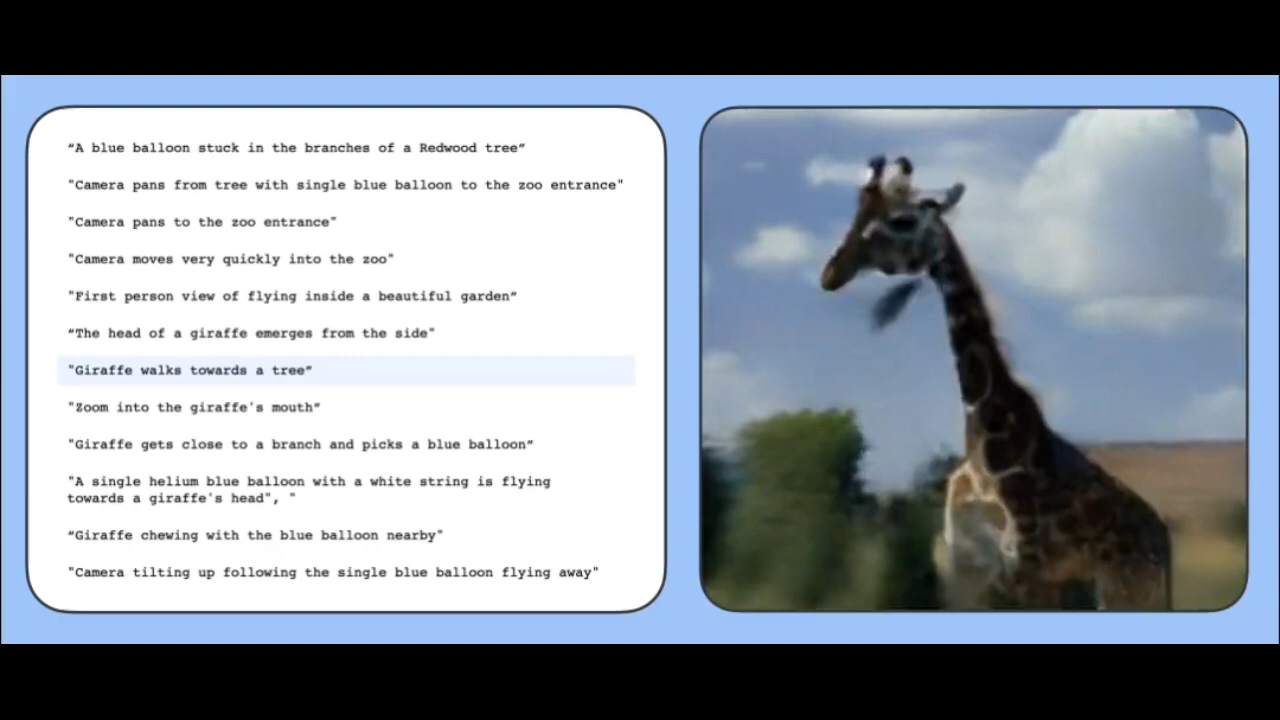 “A blue balloon stuck in the branches of a Redwood tree”
"Camera pans from tree with single blue balloon to the zoo entrance"
"Camera pans to the zoo entrance"
"Camera moves very quickly into the zoo"
"First person view of flying inside a beautiful garden”
“The head of a giraffe emerges from the side"
"Giraffe walks towards a tree”
"Zoom into the giraffe's mouth”
"Giraffe gets close to a branch and picks a blue balloon”
"A single helium blue balloon with a white string is flying
towards a giraffe's head", "
“Giraffe chewing with the blue balloon nearby"
"Camera tilting up following the single blue balloon flying away"